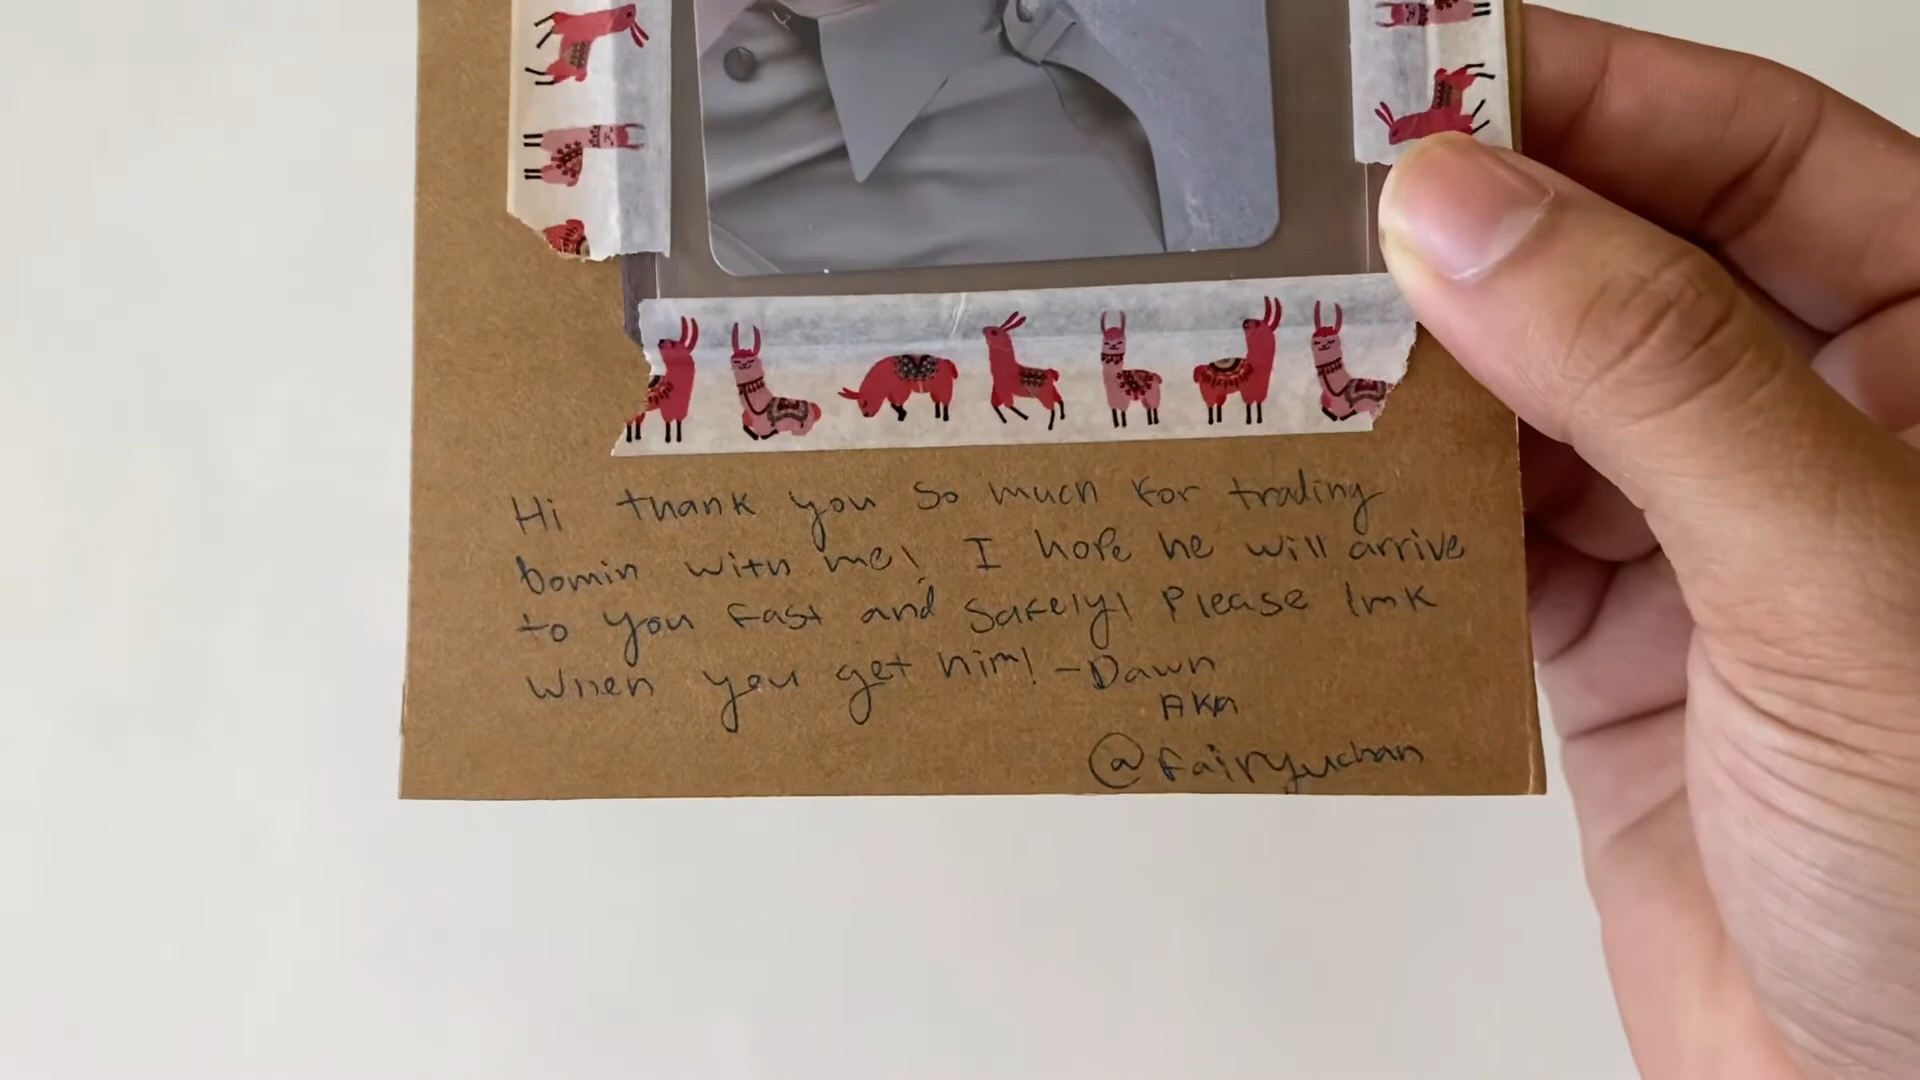 Hi thank you so much for trading
bomin with me! I hope he will arrive
to you fast and safely! Please lmk
When you get him! -Dawn
AKA
@fairyuchan